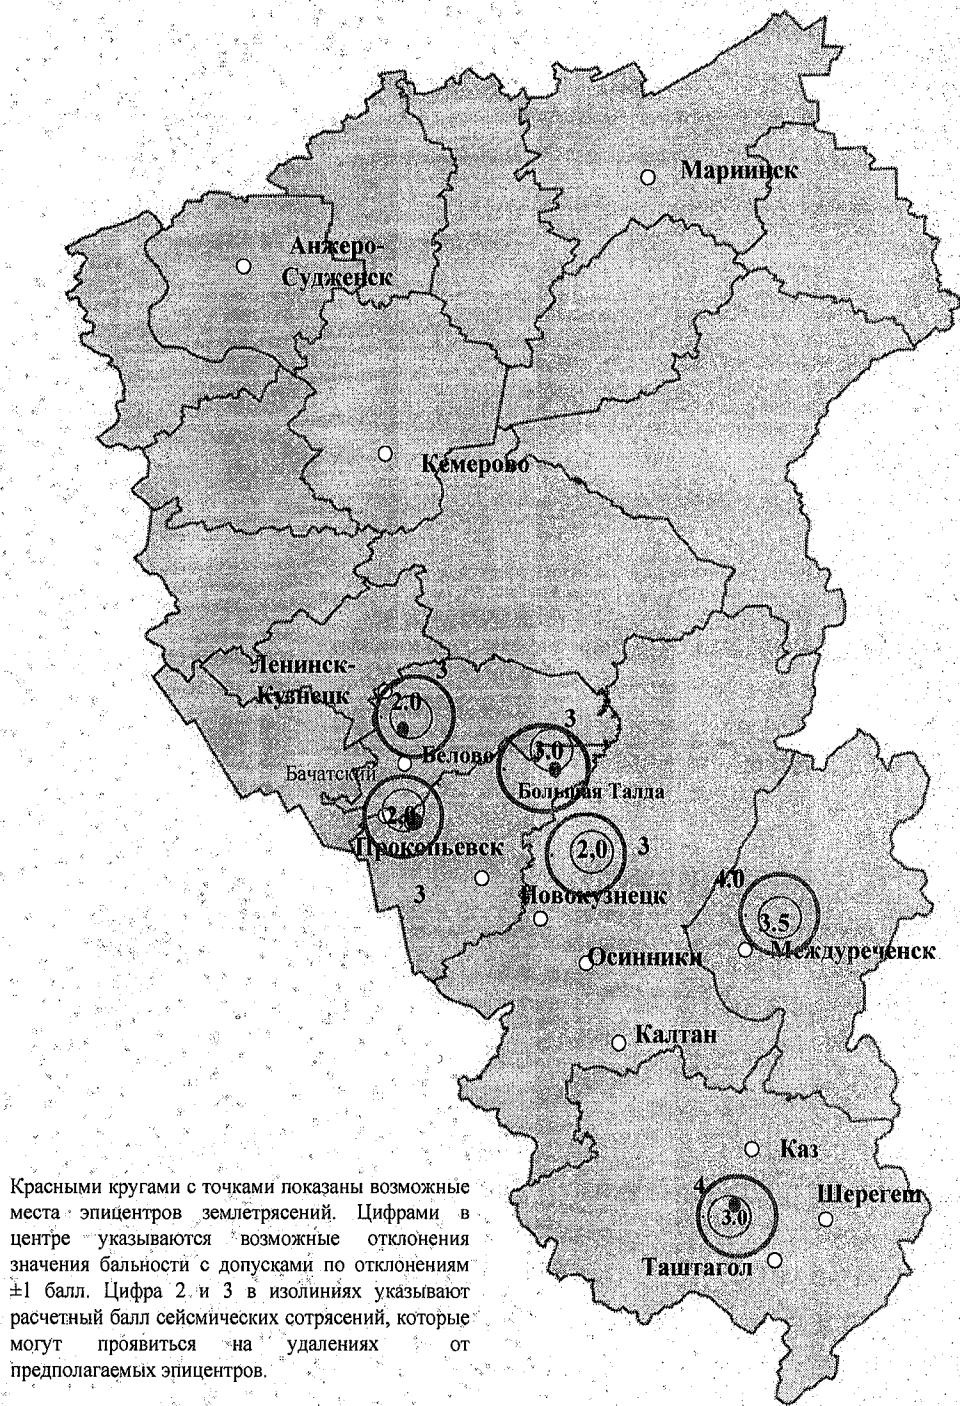 Мариинск
Анжеро-
Судженск
Кемерово
Ленинск-
Кузнецк
3
2.0
3
Белово
3.0
Бачатский
Большая Талда
2,0
Прокопьевск
2,0
3
4.0
3
Новокузнецк
3.5
Междуреченск
Осинники
Калтан
Каз
4
Шерегеш
3.0
Таштагол
Красными кругами с точками показаны возможные
места эпицентров землетрясений. Цифрами в
центре указываются возможные отклонения
значения бальности с допусками по отклонениям
±1 балл. Цифра 2 и 3 в изолиниях указывают
расчетный балл сейсмических сотрясений, которые
могут проявиться на удалениях от
предполагаемых эпицентров.